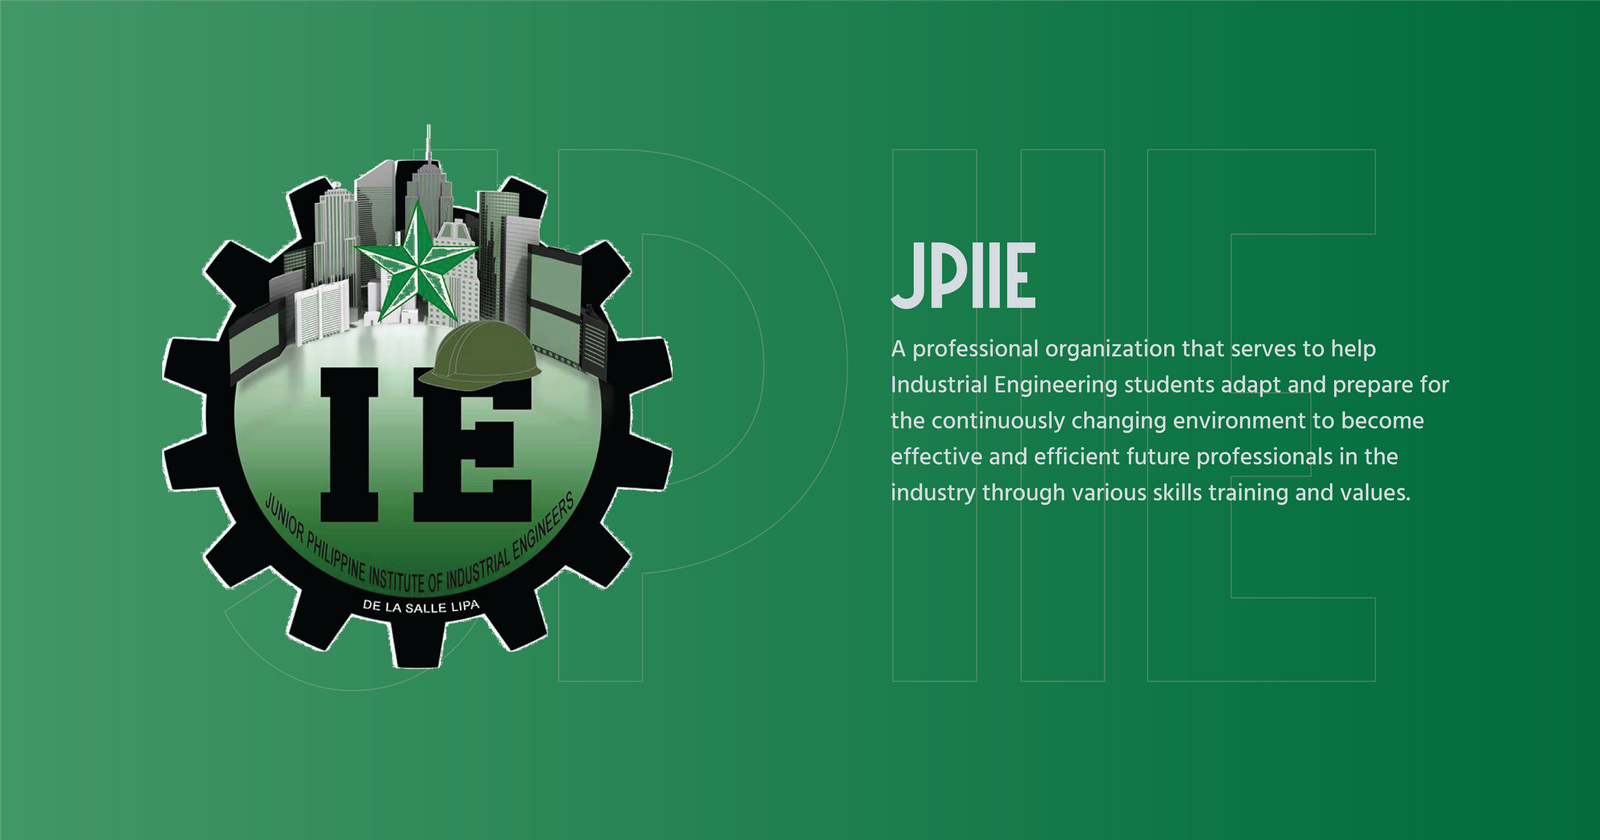 IE
JUNIOR PHILIPPINE INSTITUTE OF INDUSTRIAL ENGINEERS
DE LA SALLE LIPA
JPIIE
JPIIE
A professional organization that serves to help
Industrial Engineering students adapt and prepare for
the continuously changing environment to become
effective and efficient future professionals in the
industry through various skills training and values.